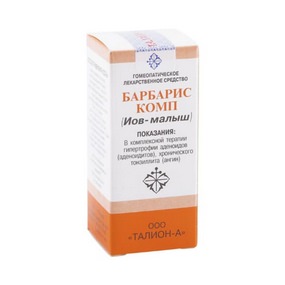 ГОМЕОПАТИЧЕСКОЕ
ЛЕКАРСТВЕННОЕ СРЕДСТВО
БАРБАРИС
КОМП
(Иов-малыш)
ПОКАЗАНИЯ:
В комплексной терапии
гипертрофии аденоидов
(аденоидитов), хронического
тонзиллита (ангин)
ООО
"ТАЛИОН-А"